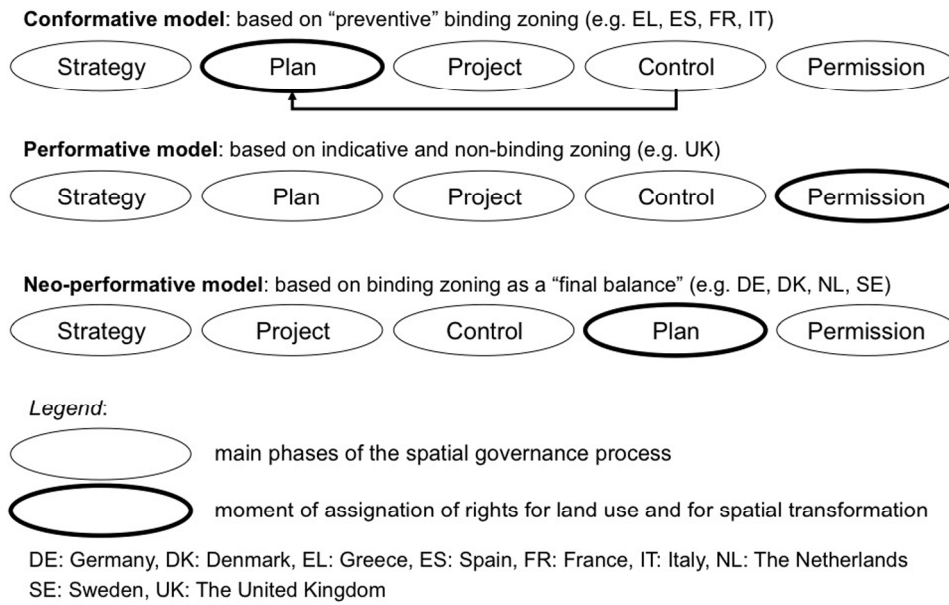 Conformative model: based on “preventive” binding zoning (e.g. EL, ES, FR, IT)
Strategy Plan Project Control Permission
Performative model: based on indicative and non-binding zoning (e.g. UK)
Strategy Plan Project Control Permission
Neo-performative model: based on binding zoning as a “final balance” (e.g. DE, DK, NL, SE)
Strategy Project Control Plan Permission
Legend:
main phases of the spatial governance process
moment of assignation of rights for land use and for spatial transformation
DE: Germany, DK: Denmark, EL: Greece, ES: Spain, FR: France, IT: Italy, NL: The Netherlands
SE: Sweden, UK: The United Kingdom